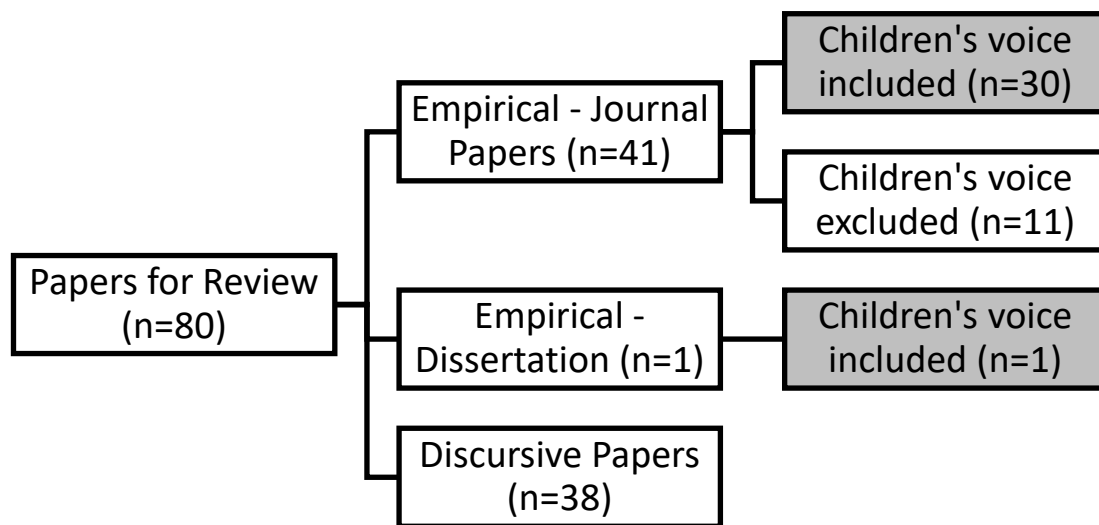 Papers for Review
(n=80)
Empirical - Journal
Papers (n=41)
Children's voice
included (n=30)
Children's voice
excluded (n=11)
Empirical -
Dissertation (n=1)
Children's voice
included (n=1)
Discursive Papers
(n=38)